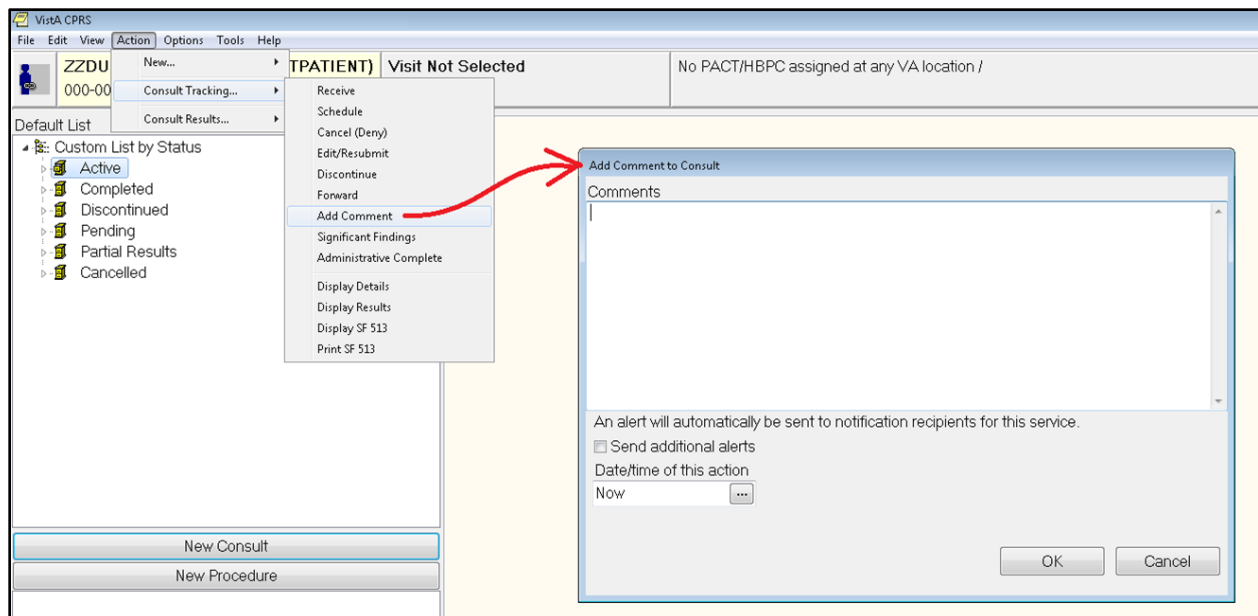 VistA CPRS
File Edit View Action Options Tools Help
ZZDU
000-00
New...
Consult Tracking...
Consult Results...
TPATIENT)
Visit Not Selected
No PACT/HBPC assigned at any VA location /
Receive
Schedule
Cancel (Deny)
Edit/Resubmit
Discontinue
Forward
Add Comment
Significant Findings
Administrative Complete
Display Details
Display Results
Display SF 513
Print SF 513
Default List
Custom List by Status
Active
Completed
Discontinued
Pending
Partial Results
Cancelled
New Consult
New Procedure
Add Comment to Consult
Comments
An alert will automatically be sent to notification recipients for this service.
Send additional alerts
Date/time of this action
Now ...
OK Cancel